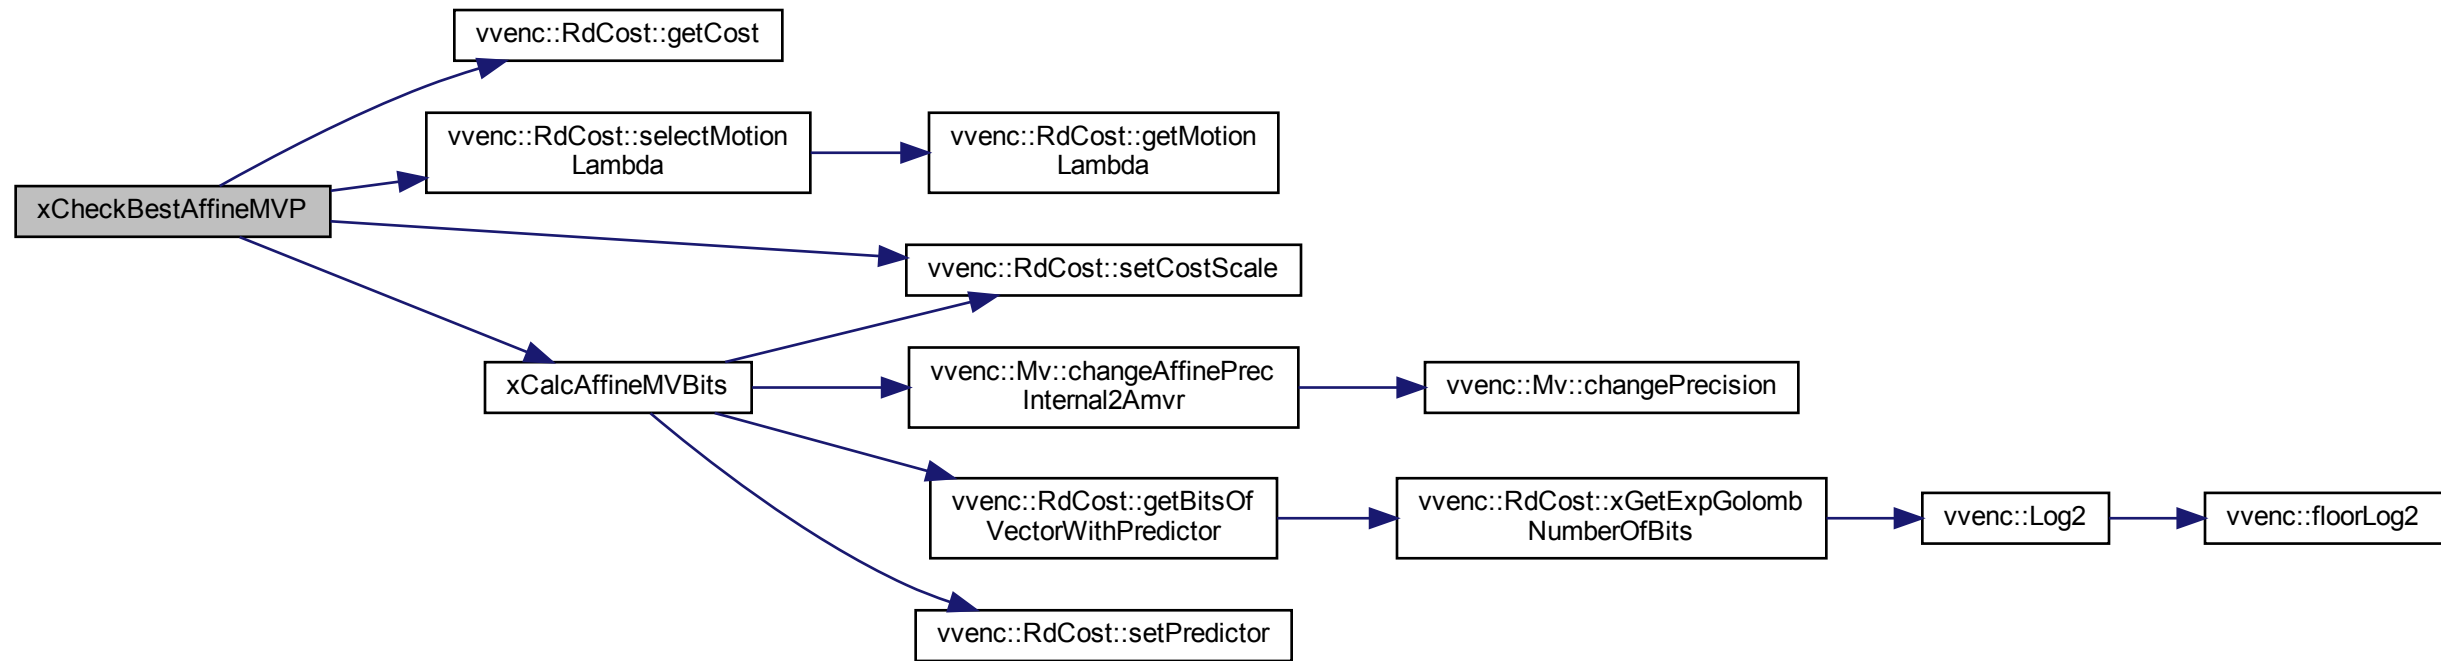 vvenc::RdCost::getCost
vvenc::RdCost::selectMotion
Lambda
vvenc::RdCost::getMotion
Lambda
xCheckBestAffineMVP
vvenc::RdCost::setCostScale
xCalcAffineMVBits
vvenc::Mv::changeAffinePrec
Internal2Amvr
vvenc::Mv::changePrecision
vvenc::RdCost::getBitsOf
VectorWithPredictor
vvenc::RdCost::xGetExpGolomb
NumberOfBits
vvenc::Log2
vvenc::floorLog2
vvenc::RdCost::setPredictor